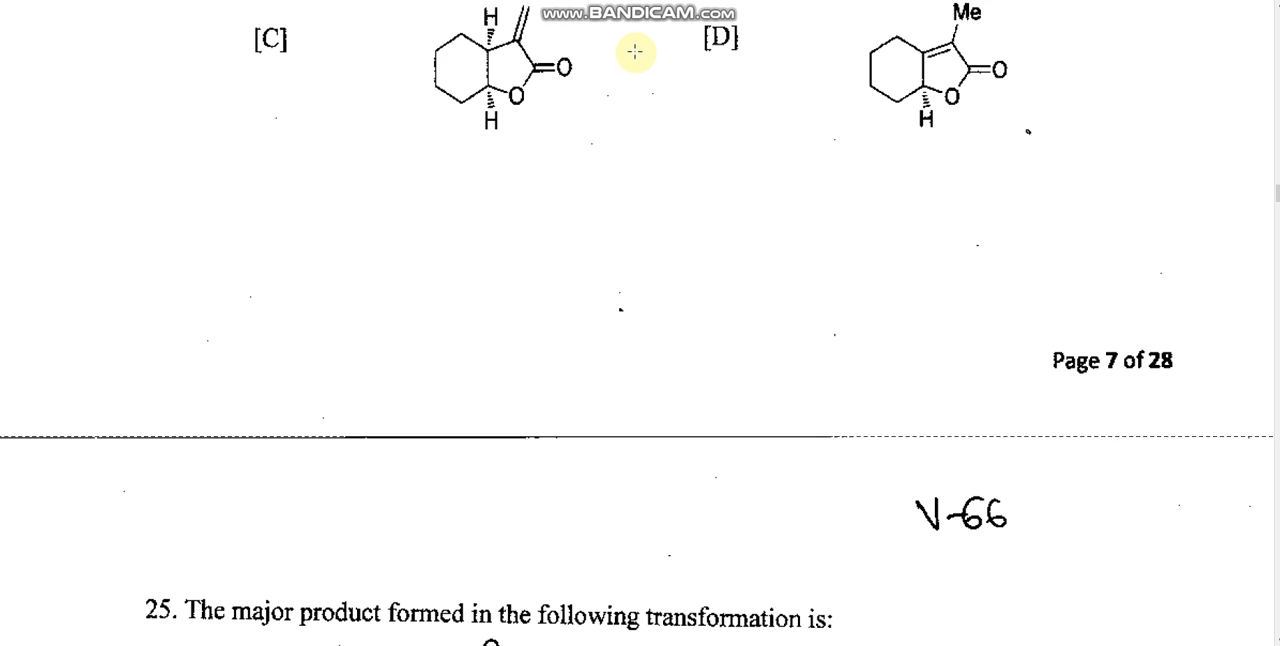 www.BANDICAM.com
[C]
H
O
O
H
[D]
Me
O
O
H
Page 7 of 28
V-66
25. The major product formed in the following transformation is: